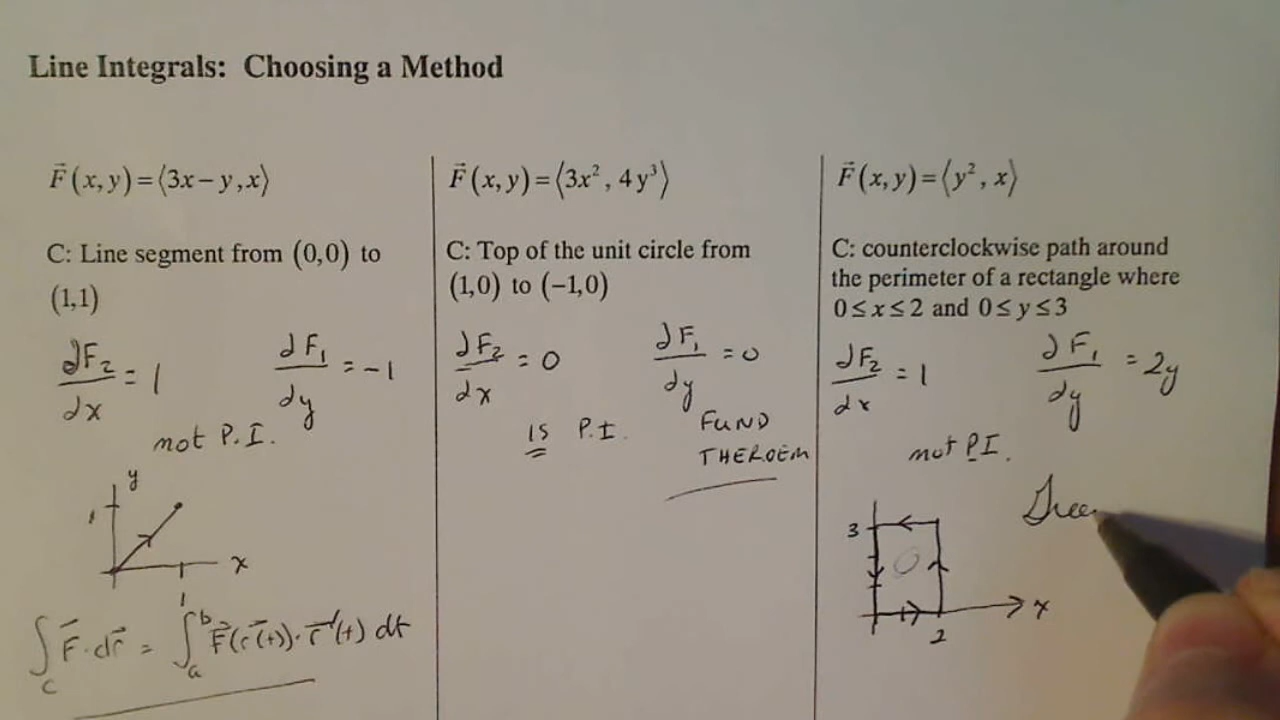 Line Integrals: Choosing a Method
F⃗(x,y)=⟨3x−y,x⟩
C: Line segment from (0,0) to
(1,1)
∂F₂/∂x = 1    ∂F₁/∂y = −1
not P.I.
y
1
x
1
∫_C F⃗·dr⃗ = ∫_a^b F⃗(r⃗(t))·r⃗'(t) dt
F⃗(x,y)=⟨3x²,4y³⟩
C: Top of the unit circle from
(1,0) to (−1,0)
∂F₂/∂x = 0    ∂F₁/∂y = 0
IS P.I.
FUND
THEROEM
F⃗(x,y)=⟨y²,x⟩
C: counterclockwise path around
the perimeter of a rectangle where
0≤x≤2 and 0≤y≤3
∂F₂/∂x = 1    ∂F₁/∂y = 2y
not P.I.
Gree
3
x
2